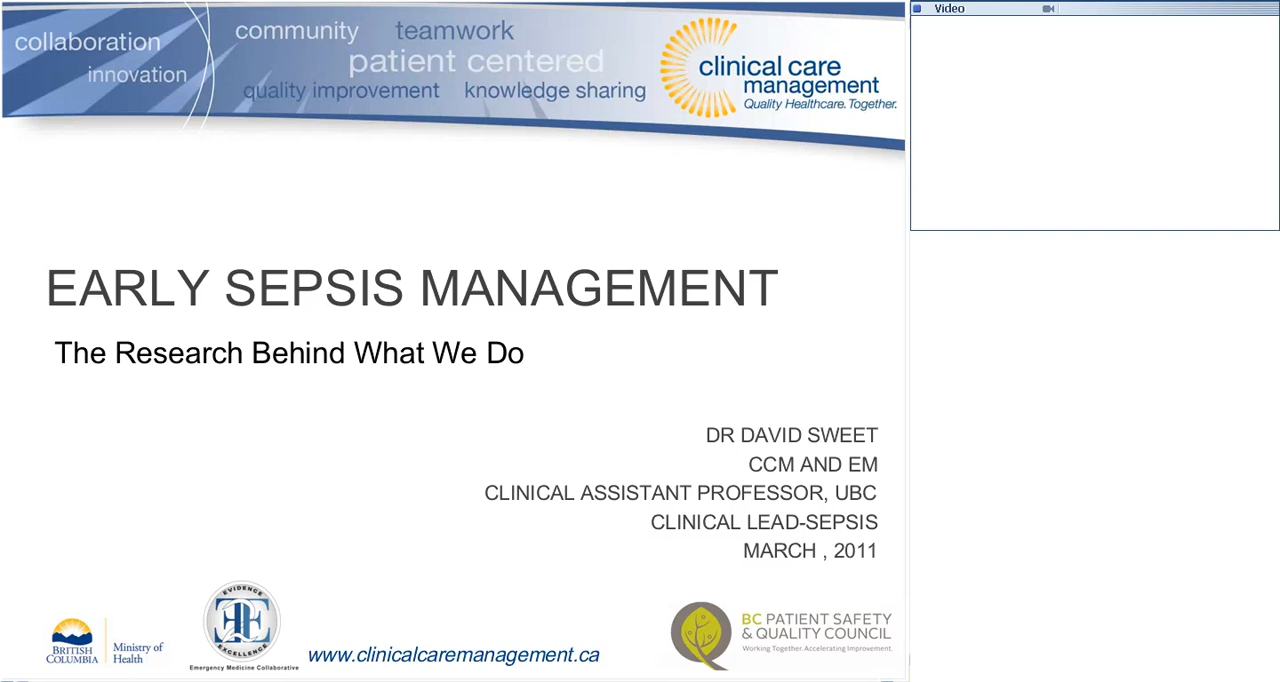 collaboration
innovation
community
teamwork
patient centered
quality improvement
knowledge sharing
clinical care
management
Quality Healthcare. Together.
Video
EARLY SEPSIS MANAGEMENT
The Research Behind What We Do
DR DAVID SWEET
CCM AND EM
CLINICAL ASSISTANT PROFESSOR, UBC
CLINICAL LEAD-SEPSIS
MARCH , 2011
BRITISH
COLUMBIA
Ministry of
Health
EVIDENCE
EXCELLENCE
Emergency Medicine Collaborative
www.clinicalcaremanagement.ca
BC PATIENT SAFETY
& QUALITY COUNCIL
Working Together. Accelerating Improvement.